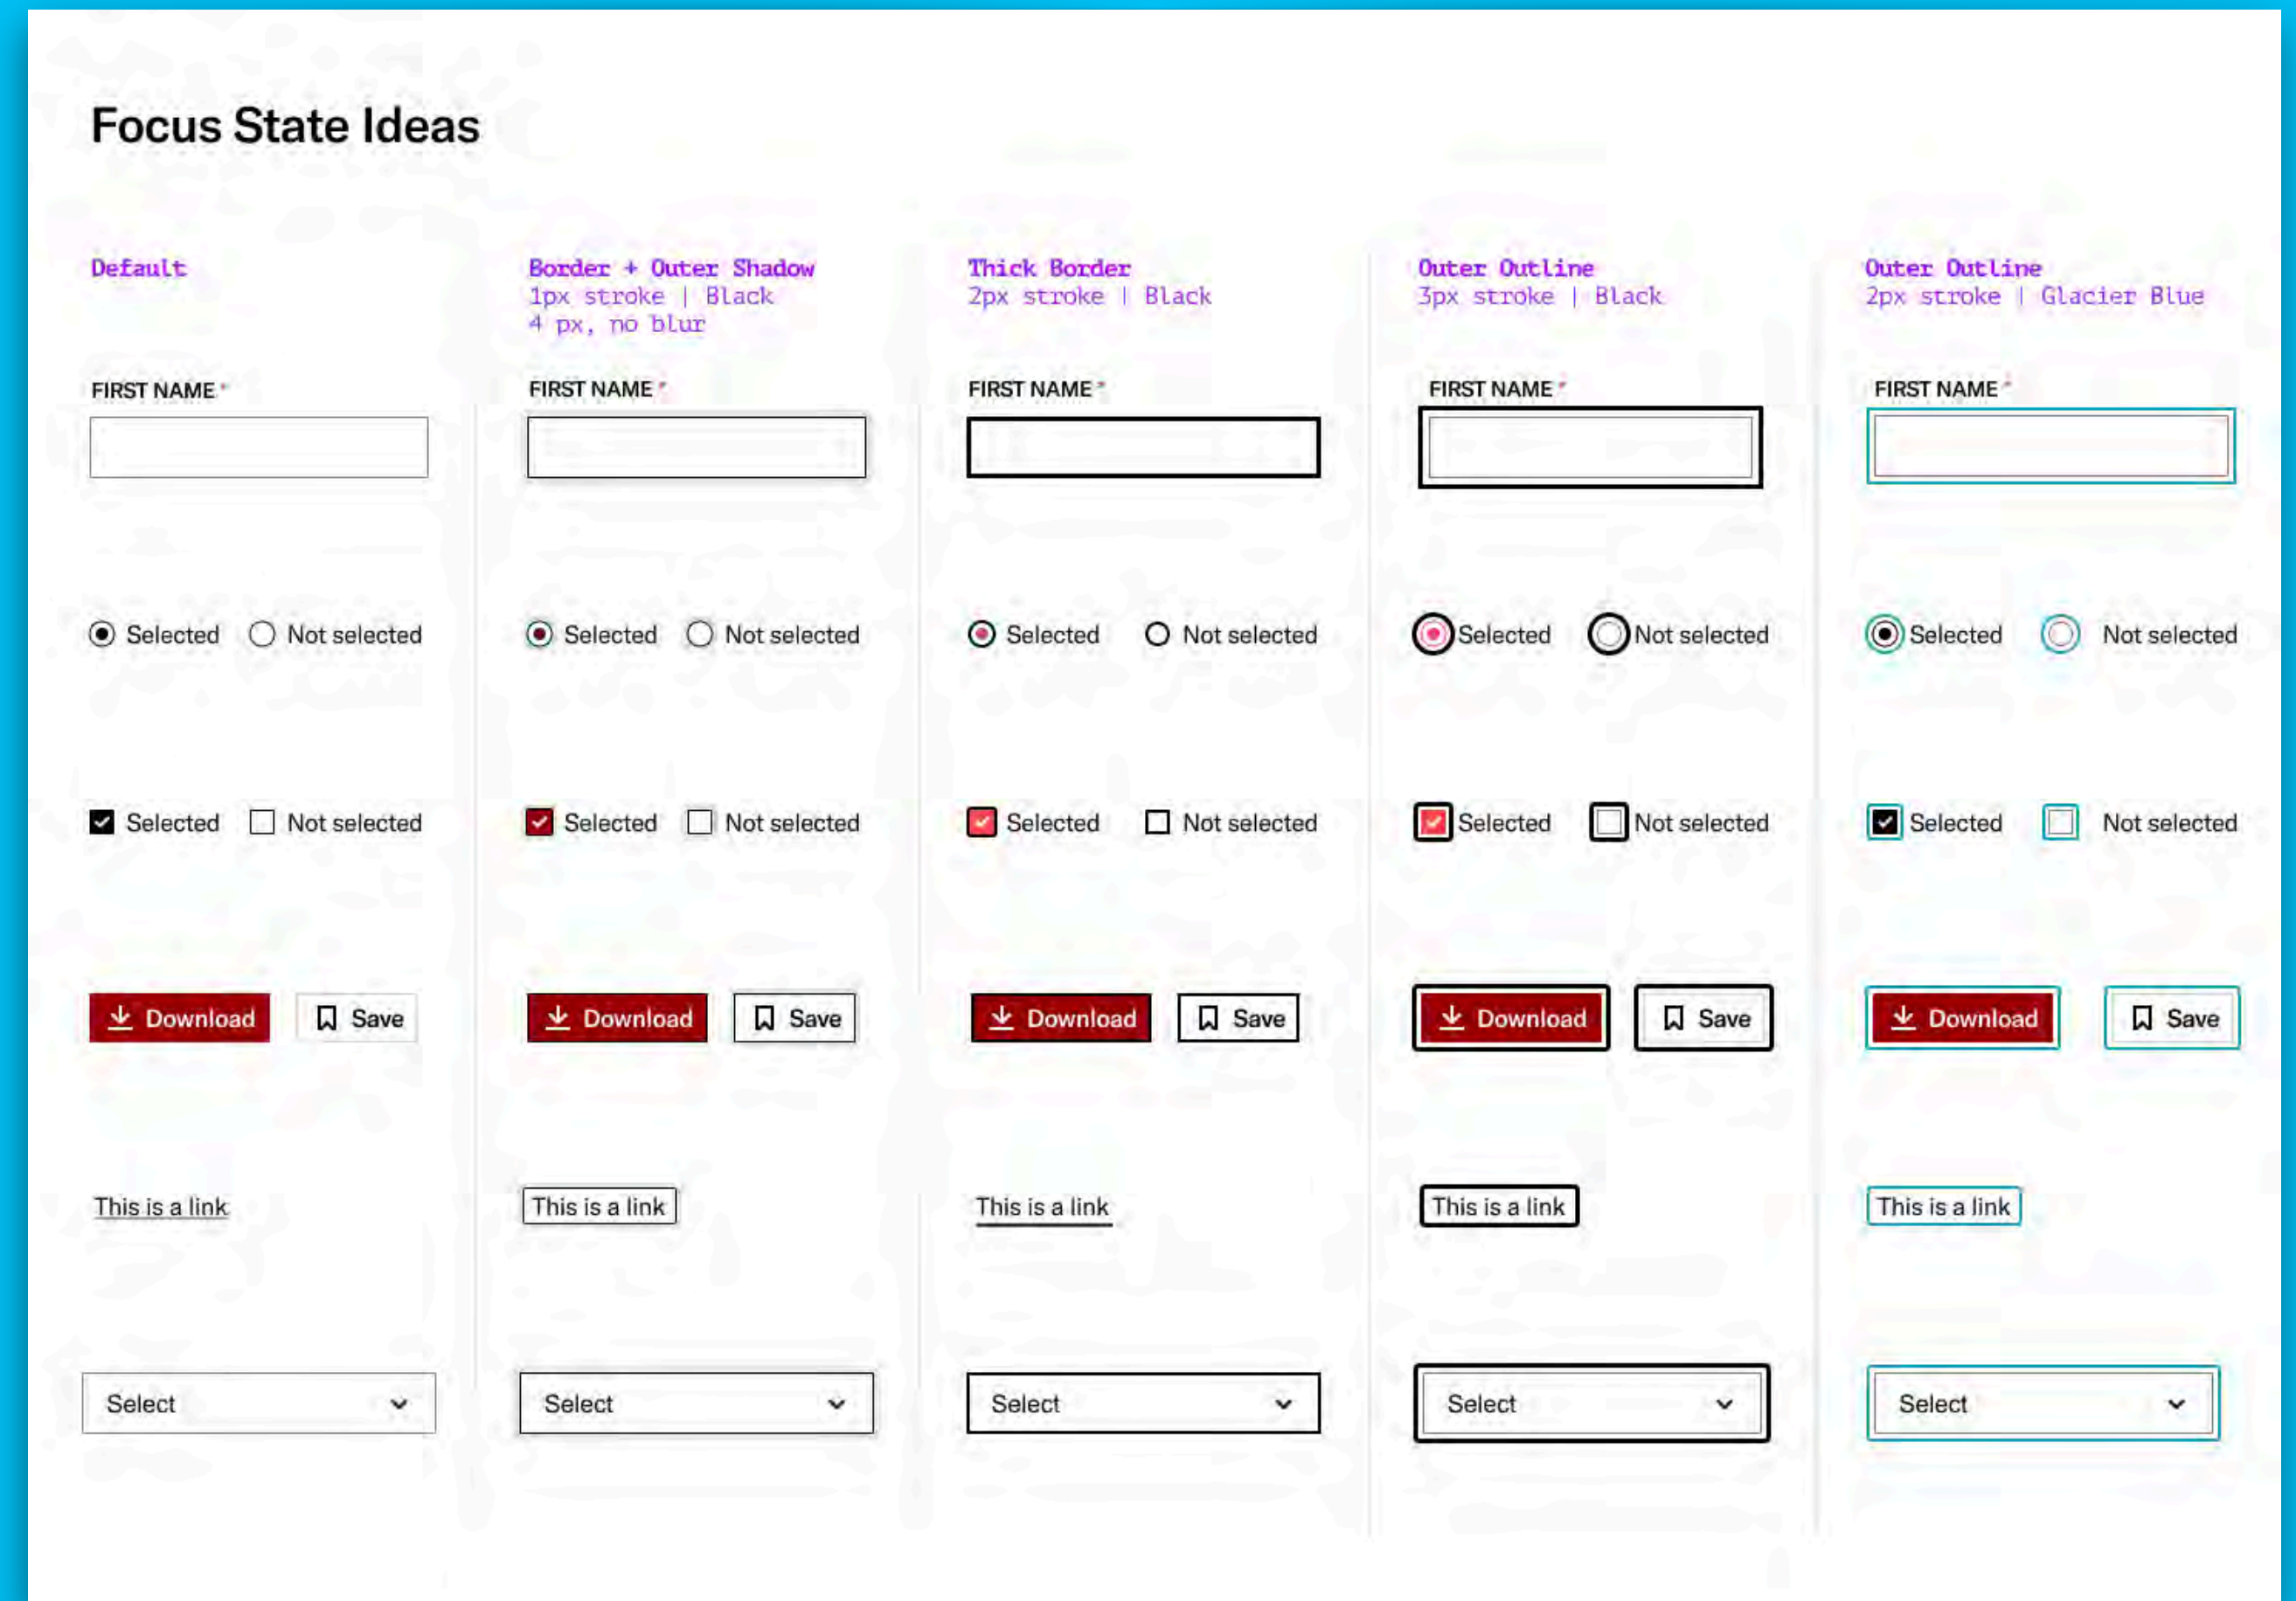 Focus State Ideas
Default
Border + Outer Shadow
1px stroke | Black
4 px, no blur
Thick Border
2px stroke | Black
Outer Outline
3px stroke | Black
Outer Outline
2px stroke | Glacier Blue
FIRST NAME *
FIRST NAME *
FIRST NAME *
FIRST NAME *
FIRST NAME *
Selected Not selected
Selected Not selected
Selected Not selected
Selected Not selected
Selected Not selected
Selected Not selected
Selected Not selected
Selected Not selected
Selected Not selected
Selected Not selected
Download Save
Download Save
Download Save
Download Save
Download Save
This is a link
This is a link
This is a link
This is a link
This is a link
Select
Select
Select
Select
Select